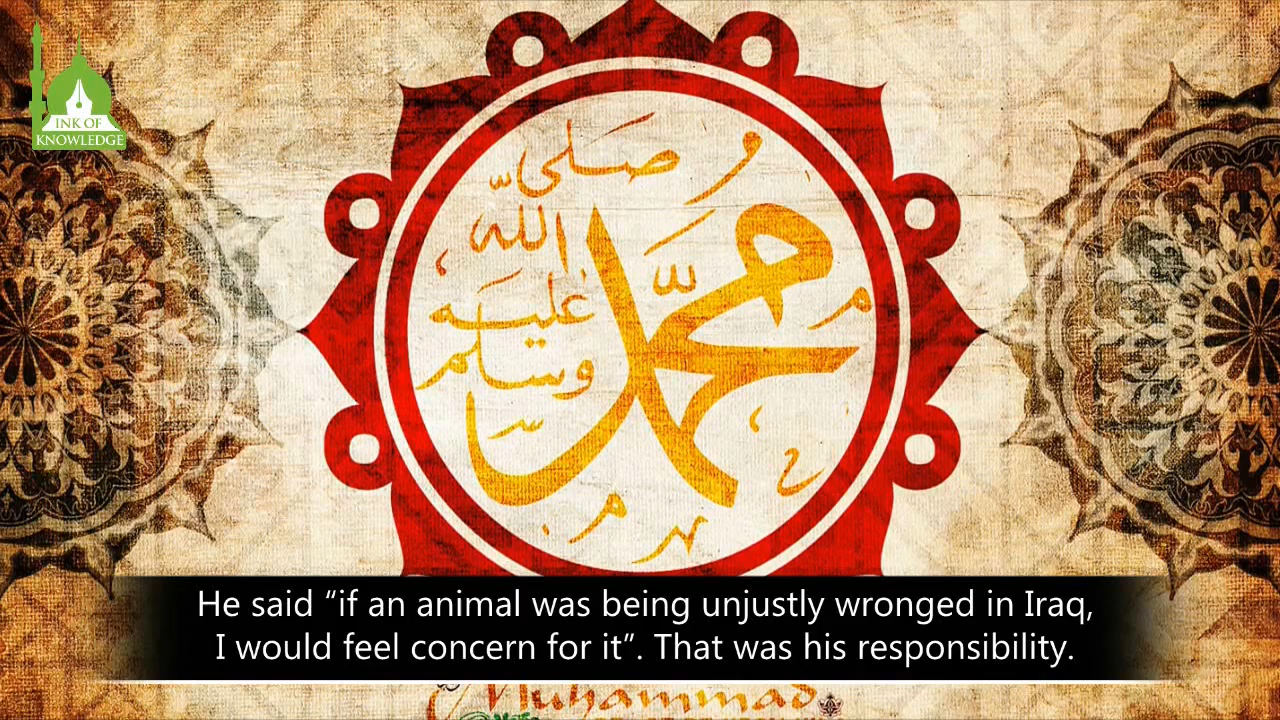 INK OF
KNOWLEDGE
صلى
الله
عليه
وسلم
محمد
He said “if an animal was being unjustly wronged in Iraq,
I would feel concern for it”. That was his responsibility.
Muhammad